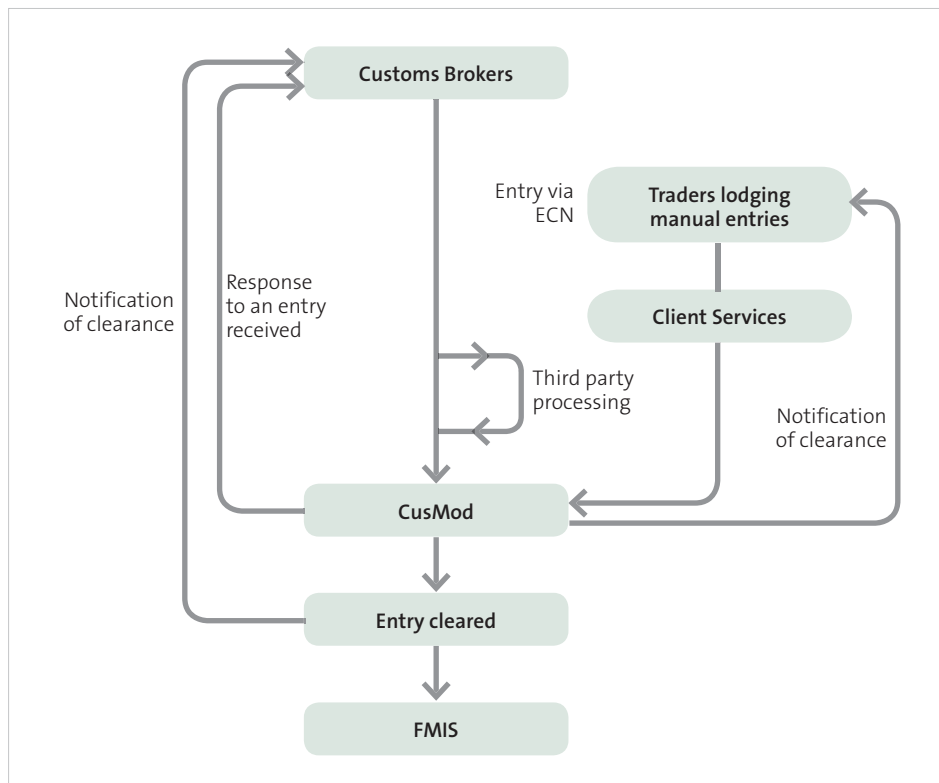 Customs Brokers
Entry via
ECN
Traders lodging
manual entries
Notification
of clearance
Response
to an entry
received
Client Services
Third party
processing
Notification
of clearance
CusMod
Entry cleared
FMIS